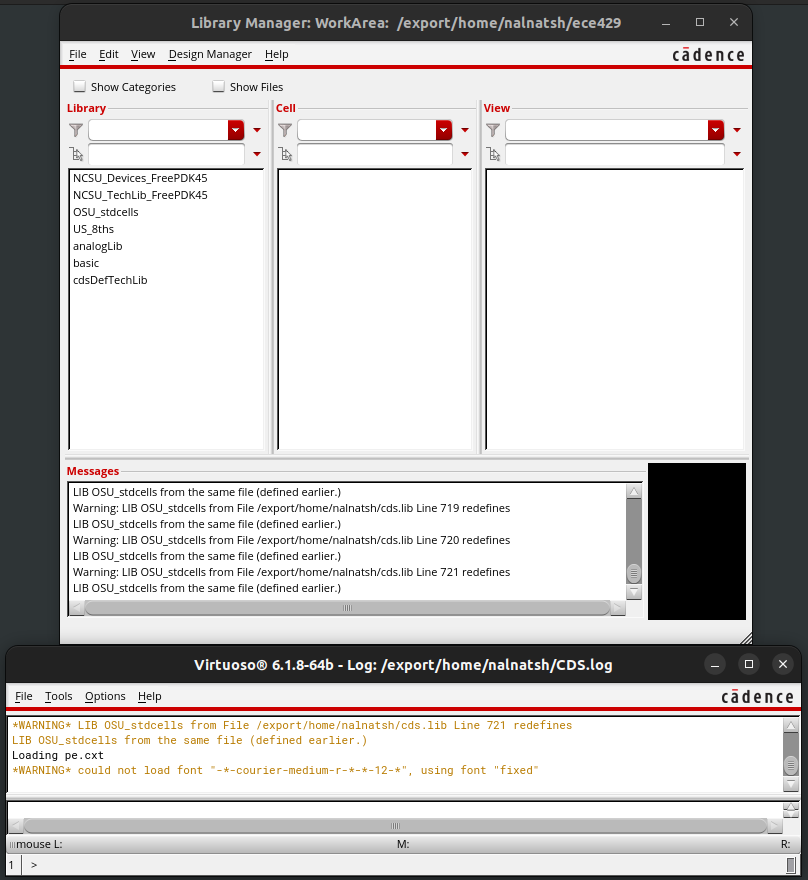 Library Manager: WorkArea: /export/home/nalnatsh/ece429
File Edit View Design Manager Help
cādence
Show Categories Show Files
Library Cell View
NCSU_Devices_FreePDK45
NCSU_TechLib_FreePDK45
OSU_stdcells
US_8ths
analogLib
basic
cdsDefTechLib
Messages
LIB OSU_stdcells from the same file (defined earlier.)
Warning: LIB OSU_stdcells from File /export/home/nalnatsh/cds.lib Line 719 redefines
LIB OSU_stdcells from the same file (defined earlier.)
Warning: LIB OSU_stdcells from File /export/home/nalnatsh/cds.lib Line 720 redefines
LIB OSU_stdcells from the same file (defined earlier.)
Warning: LIB OSU_stdcells from File /export/home/nalnatsh/cds.lib Line 721 redefines
LIB OSU_stdcells from the same file (defined earlier.)
Virtuoso® 6.1.8-64b - Log: /export/home/nalnatsh/CDS.log
File Tools Options Help
cādence
*WARNING* LIB OSU_stdcells from File /export/home/nalnatsh/cds.lib Line 721 redefines
LIB OSU_stdcells from the same file (defined earlier.)
Loading pe.cxt
*WARNING* could not load font "-*-courier-medium-r-*-*-12-*", using font "fixed"
mouse L: M: R:
1 >